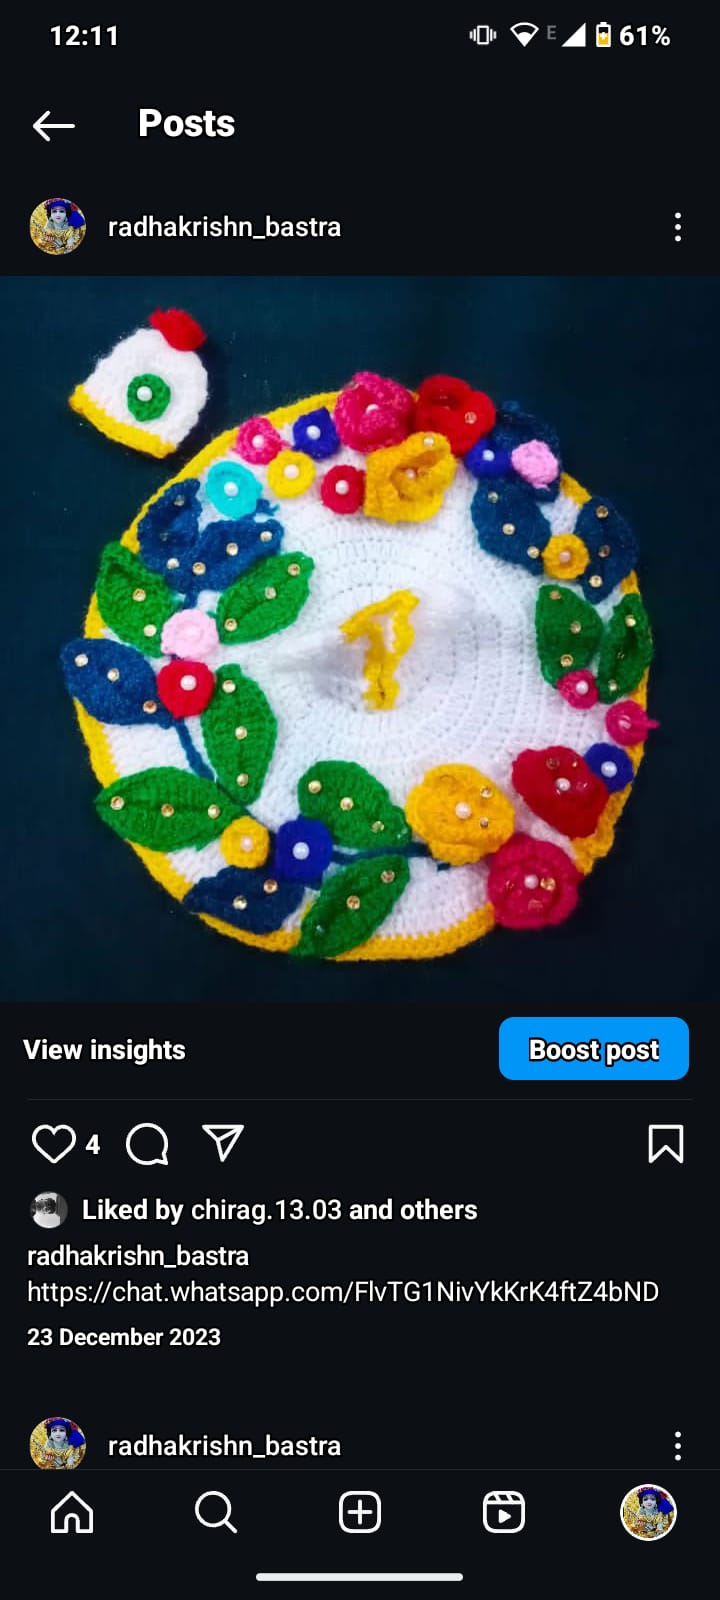 12:11
E
61%
Posts
radhakrishn_bastra
View insights
Boost post
4
Liked by chirag.13.03 and others
radhakrishn_bastra
https://chat.whatsapp.com/FlvTG1NivYkKrK4ftZ4bND
23 December 2023
radhakrishn_bastra